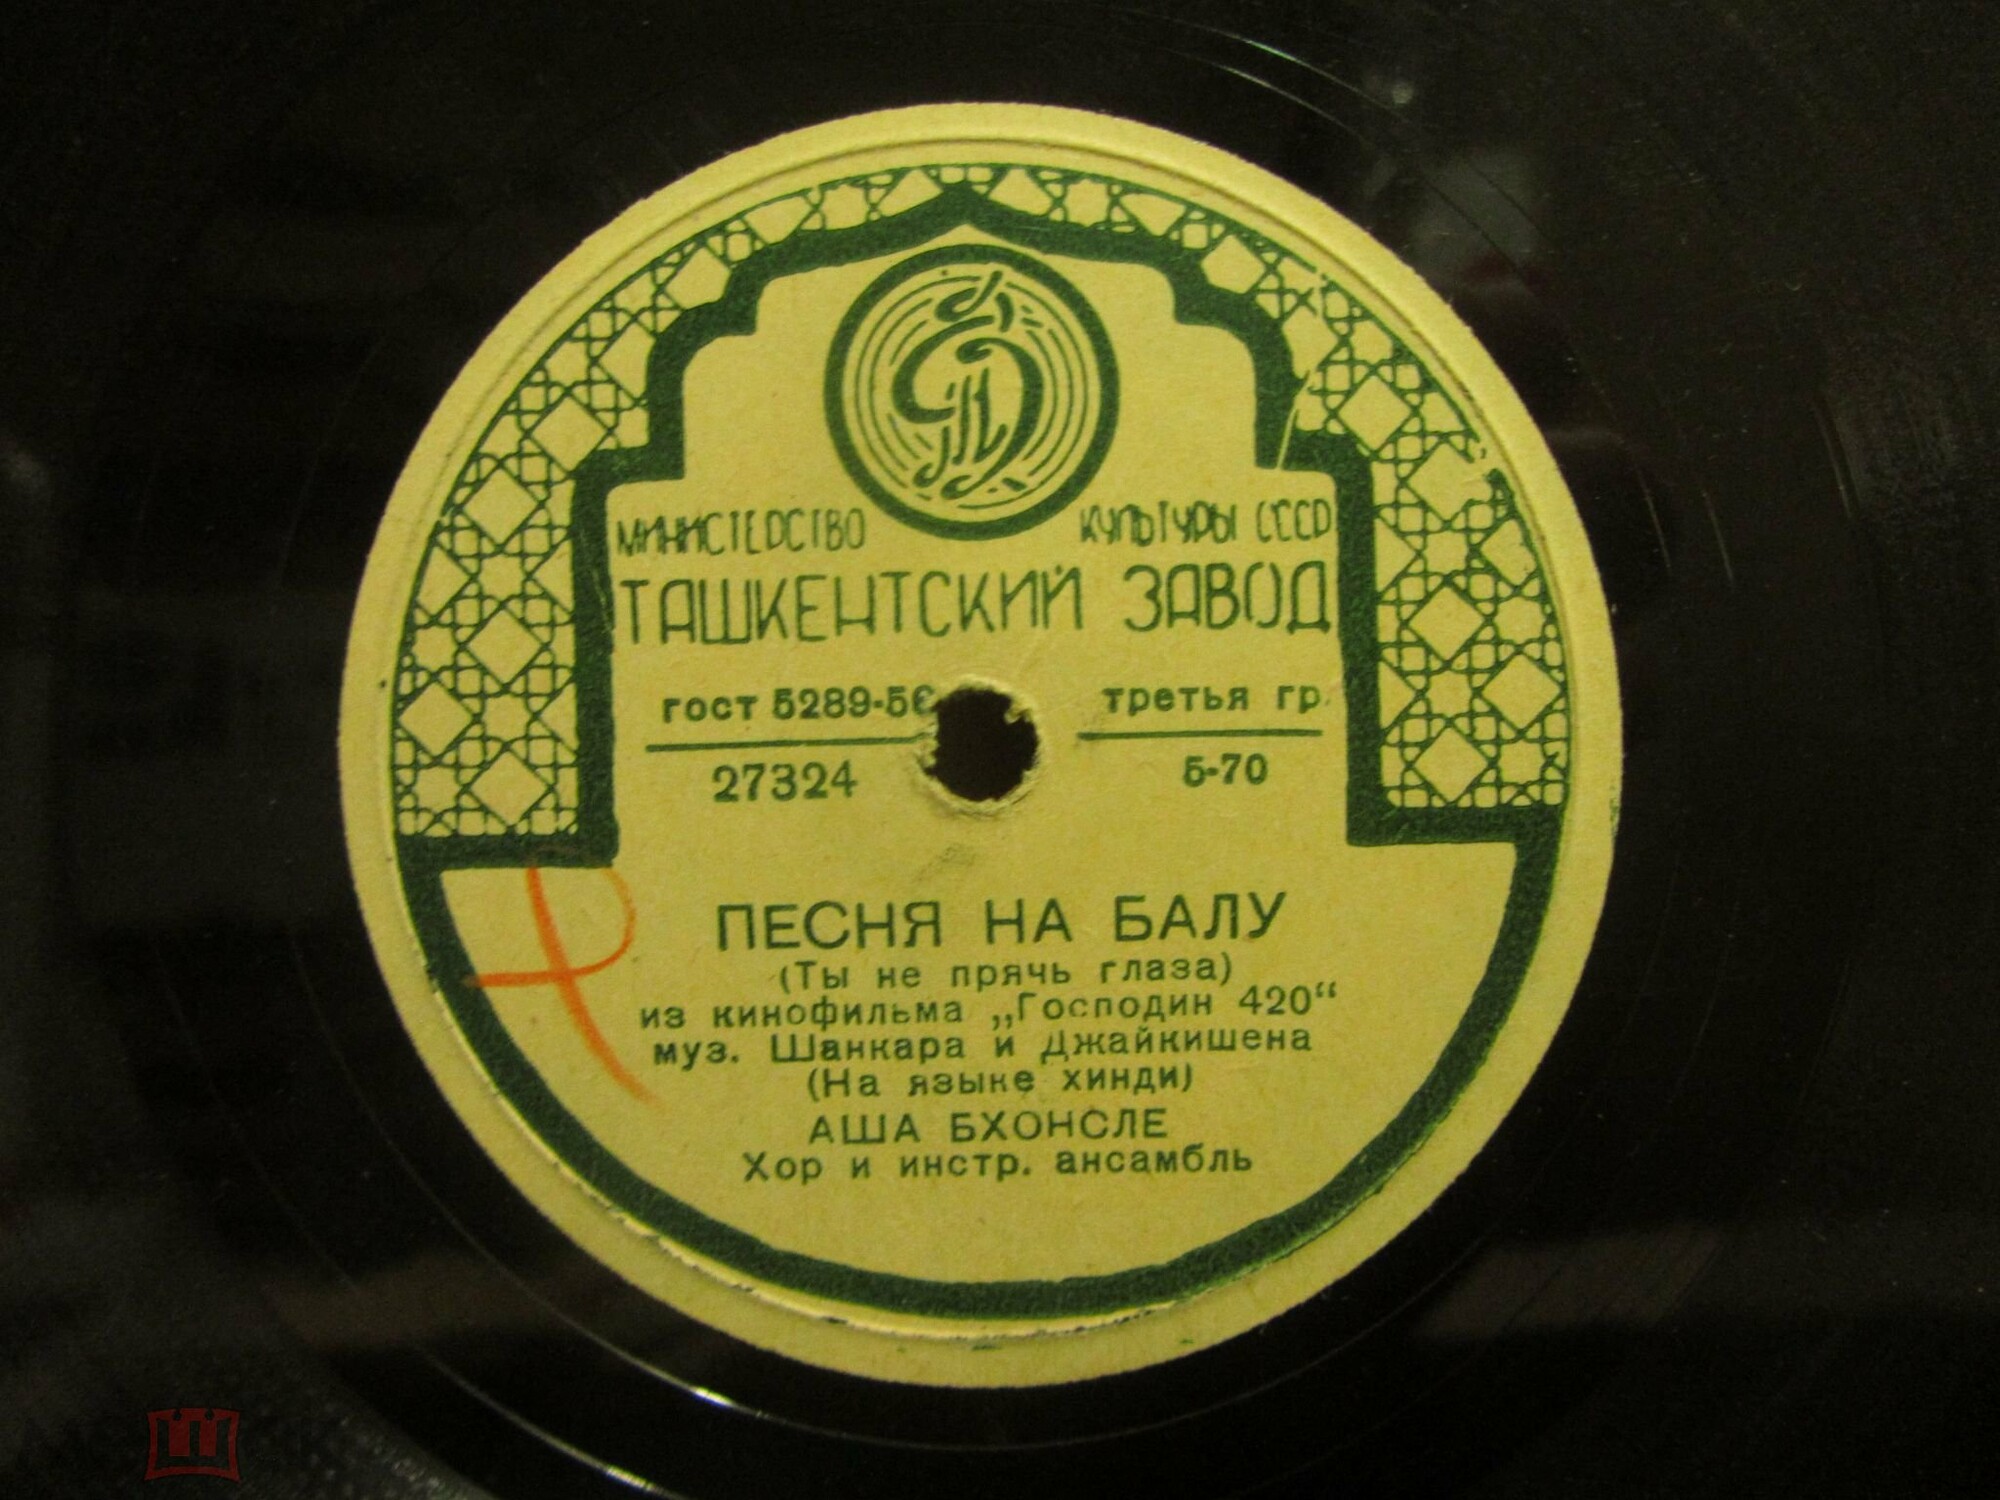 МИНИСТЕРСТВО КУЛЬТУРЫ СССР
ТАШКЕНТСКИЙ ЗАВОД
гост 5289-56 третья гр.
27324 5-70
ПЕСНЯ НА БАЛУ
(Ты не прячь глаза)
из кинофильма „Господин 420“
муз. Шанкара и Джайкишена
(На языке хинди)
АША БХОНСЛЕ
Хор и инстр. ансамбль